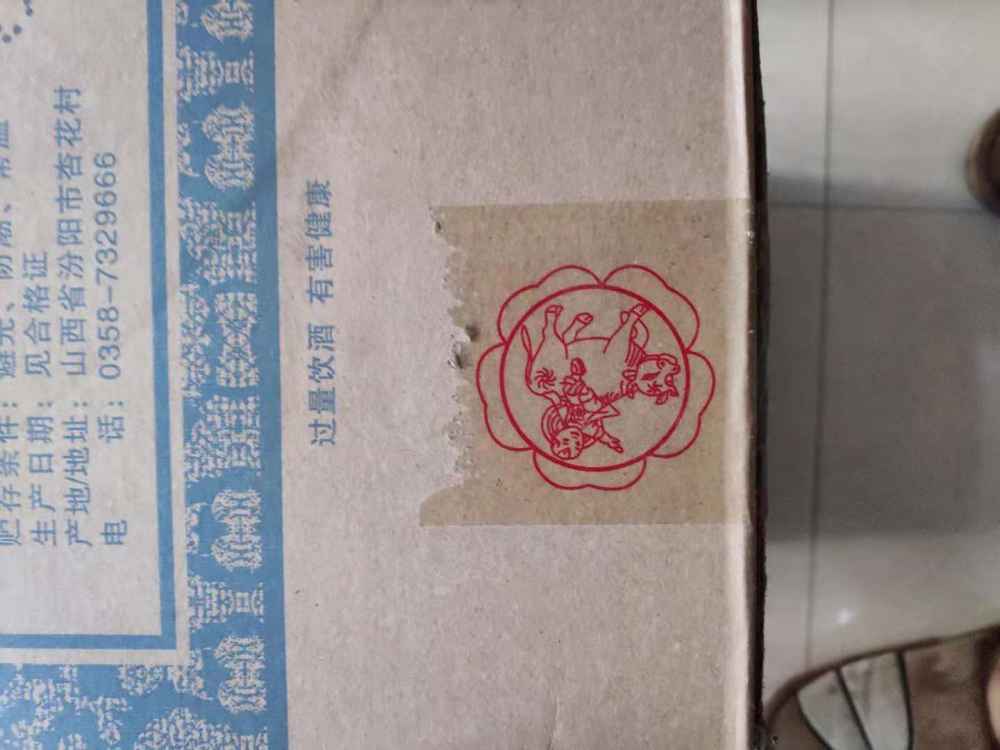 贮存条件：避光、防潮、常温
生产日期：见合格证
产地/地址：山西省汾阳市杏花村
电 话：0358-7329666
过量饮酒 有害健康